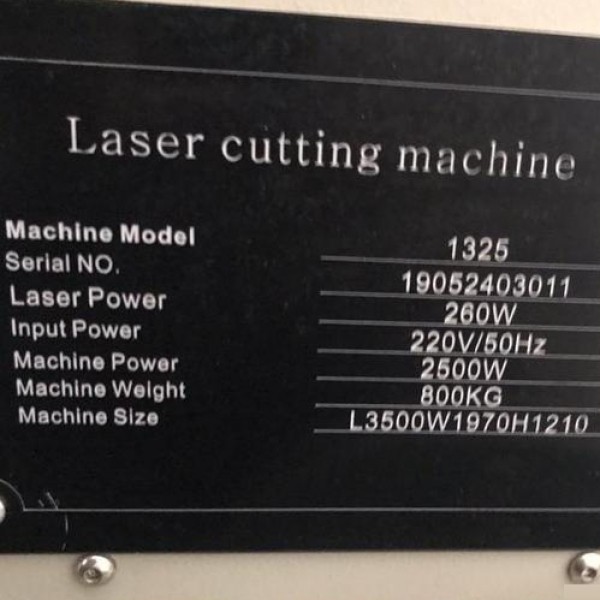 Laser cutting machine
Machine Model 1325
Serial NO. 19052403011
Laser Power 260W
Input Power 220V/50Hz
Machine Power 2500W
Machine Weight 800KG
Machine Size L3500W1970H1210